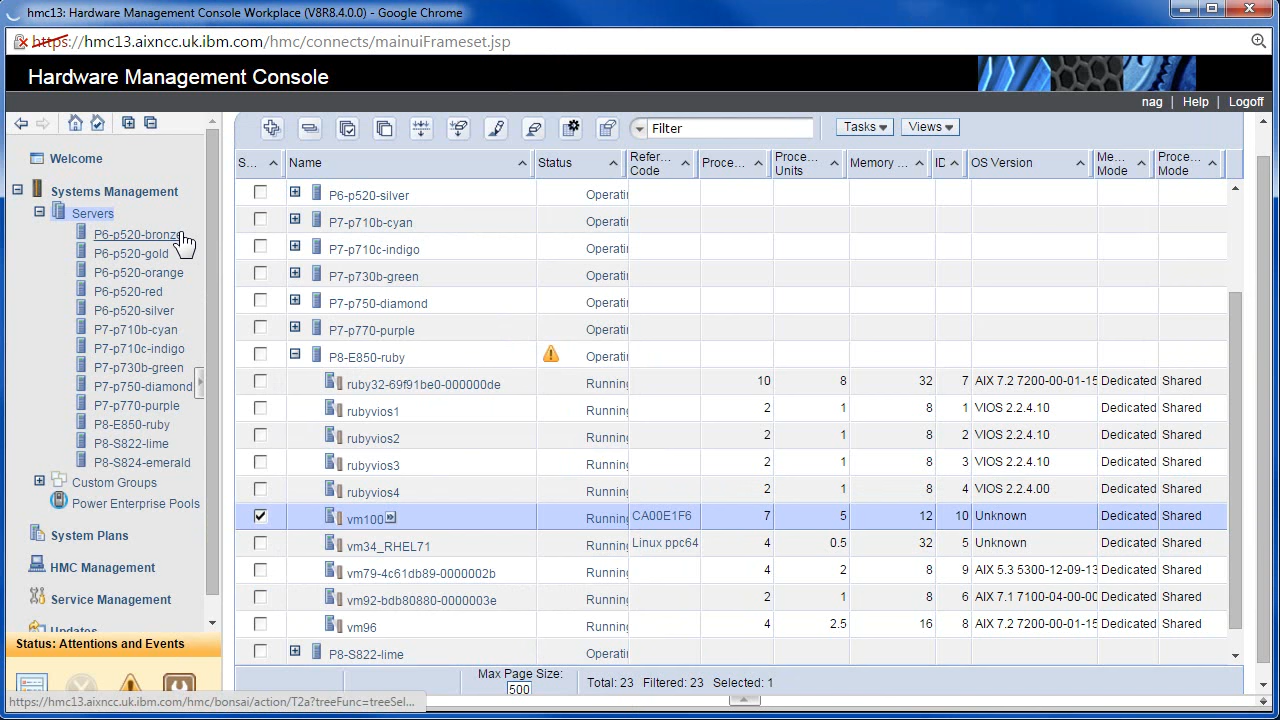 hmc13: Hardware Management Console Workplace (V8R8.4.0.0) - Google Chrome
https://hmc13.aixncc.uk.ibm.com/hmc/connects/mainuiFrameset.jsp
Hardware Management Console
nag Help Logoff
Filter Tasks Views
Welcome
Systems Management
Servers
P6-p520-bronze
P6-p520-gold
P6-p520-orange
P6-p520-red
P6-p520-silver
P7-p710b-cyan
P7-p710c-indigo
P7-p730b-green
P7-p750-diamond
P7-p770-purple
P8-E850-ruby
P8-S822-lime
P8-S824-emerald
Custom Groups
Power Enterprise Pools
System Plans
HMC Management
Service Management
Updates
Status: Attentions and Events
S... Name Status Refer... Code Proce... Proce... Units Memory ... ID OS Version Me... Mode Proce... Mode
P6-p520-silver Operatin
P7-p710b-cyan Operatin
P7-p710c-indigo Operatin
P7-p730b-green Operatin
P7-p750-diamond Operatin
P7-p770-purple Operatin
P8-E850-ruby Operatin
ruby32-69f91be0-000000de Running 10 8 32 7 AIX 7.2 7200-00-01-15 Dedicated Shared
rubyvios1 Running 2 1 8 1 VIOS 2.2.4.10 Dedicated Shared
rubyvios2 Running 2 1 8 2 VIOS 2.2.4.10 Dedicated Shared
rubyvios3 Running 2 1 8 3 VIOS 2.2.4.10 Dedicated Shared
rubyvios4 Running 2 1 8 4 VIOS 2.2.4.00 Dedicated Shared
vm100 Running CA00E1F6 7 5 12 10 Unknown Dedicated Shared
vm34_RHEL71 Running Linux ppc64 4 0.5 32 5 Unknown Dedicated Shared
vm79-4c61db89-0000002b Running 4 2 8 9 AIX 5.3 5300-12-09-13 Dedicated Shared
vm92-bdb80880-0000003e Running 2 1 8 6 AIX 7.1 7100-04-00-00 Dedicated Shared
vm96 Running 4 2.5 16 8 AIX 7.2 7200-00-01-15 Dedicated Shared
P8-S822-lime Operatin
Max Page Size:
500
Total: 23 Filtered: 23 Selected: 1
https://hmc13.aixncc.uk.ibm.com/hmc/bonsai/action/T2a?treeFunc=treeSel...